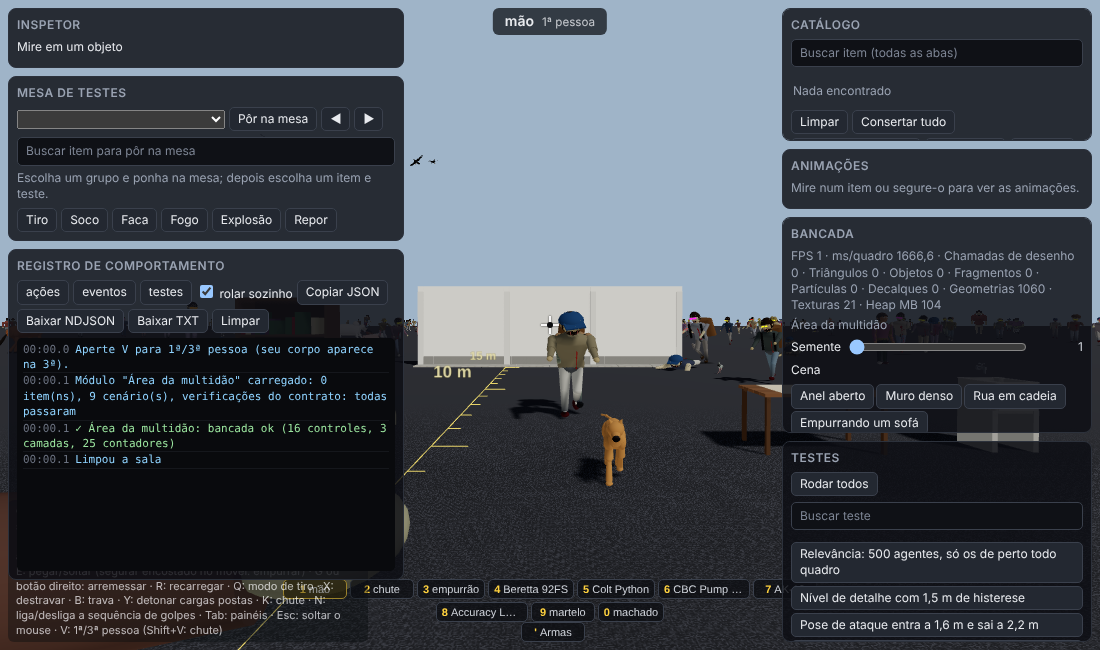 INSPETOR
Mire em um objeto
MESA DE TESTES
Pôr na mesa
◀
▶
Buscar item para pôr na mesa
Escolha um grupo e ponha na mesa; depois escolha um item e
teste.
Tiro
Soco
Faca
Fogo
Explosão
Repor
REGISTRO DE COMPORTAMENTO
ações
eventos
testes
rolar sozinho
Copiar JSON
Baixar NDJSON
Baixar TXT
Limpar
00:00.0 Aperte V para 1ª/3ª pessoa (seu corpo aparece
na 3ª).
00:00.1 Módulo "Área da multidão" carregado: 0
item(ns), 9 cenário(s), verificações do contrato: todas
passaram
00:00.1 ✓ Área da multidão: bancada ok (16 controles, 3
camadas, 25 contadores)
00:00.1 Limpou a sala
botão direito: arremessar · R: recarregar · Q: modo de tiro · X:
destravar · B: trava · Y: detonar cargas postas · K: chute · N:
liga/desliga a sequência de golpes · Tab: painéis · Esc: soltar o
mouse · V: 1ª/3ª pessoa (Shift+V: chute)
mão 1ª pessoa
15 m
10 m
1 mão
2 chute
3 empurrão
4 Beretta 92FS
5 Colt Python
6 CBC Pump …
7
8 Accuracy L…
9 martelo
0 machado
' Armas
CATÁLOGO
Buscar item (todas as abas)
Nada encontrado
Limpar
Consertar tudo
ANIMAÇÕES
Mire num item ou segure-o para ver as animações.
BANCADA
FPS 1 · ms/quadro 1666,6 · Chamadas de desenho
0 · Triângulos 0 · Objetos 0 · Fragmentos 0 ·
Partículas 0 · Decalques 0 · Geometrias 1060 ·
Texturas 21 · Heap MB 104
Área da multidão
Semente
1
Cena
Anel aberto
Muro denso
Rua em cadeia
Empurrando um sofá
TESTES
Rodar todos
Buscar teste
Relevância: 500 agentes, só os de perto todo
quadro
Nível de detalhe com 1,5 m de histerese
Pose de ataque entra a 1,6 m e sai a 2,2 m